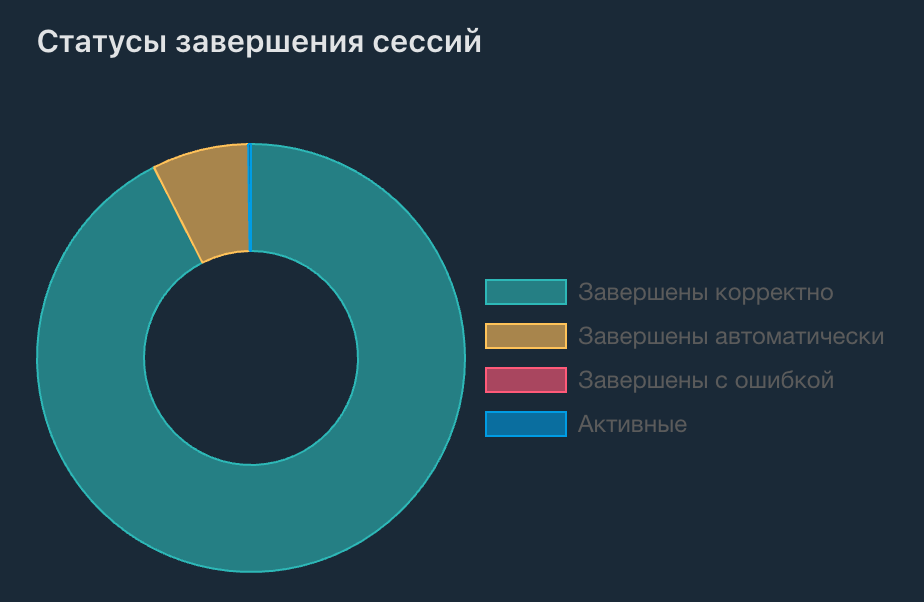 Статусы завершения сессий
Завершены корректно
Завершены автоматически
Завершены с ошибкой
Активные